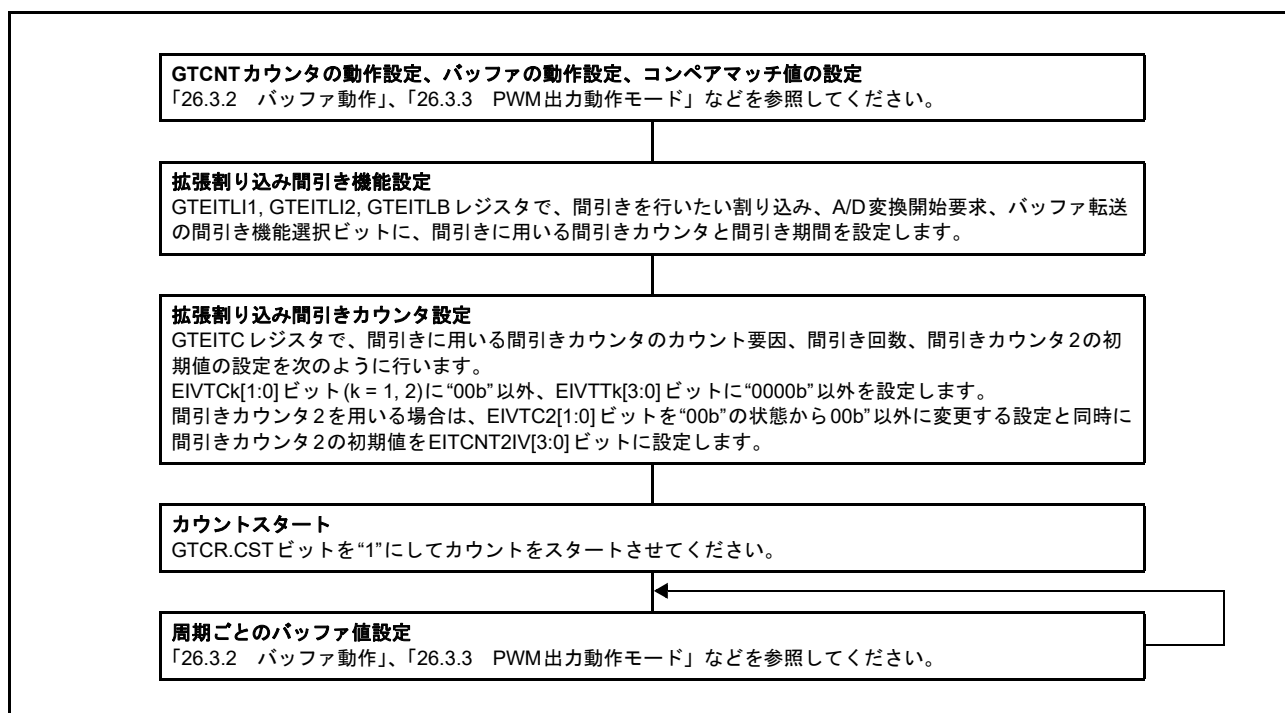 GTCNTカウンタの動作設定、バッファの動作設定、コンペアマッチ値の設定
「26.3.2　バッファ動作」、「26.3.3　PWM出力動作モード」などを参照してください。
拡張割り込み間引き機能設定
GTEITLI1, GTEITLI2, GTEITLBレジスタで、間引きを行いたい割り込み、A/D変換開始要求、バッファ転送
の間引き機能選択ビットに、間引きに用いる間引きカウンタと間引き期間を設定します。
拡張割り込み間引きカウンタ設定
GTEITCレジスタで、間引きに用いる間引きカウンタのカウント要因、間引き回数、間引きカウンタ2の初
期値の設定を次のように行います。
EIVTCk[1:0]ビット(k = 1, 2)に“00b”以外、EIVTTk[3:0]ビットに“0000b”以外を設定します。
間引きカウンタ2を用いる場合は、EIVTC2[1:0]ビットを“00b”の状態から00b”以外に変更する設定と同時に
間引きカウンタ2の初期値をEITCNT2IV[3:0]ビットに設定します。
カウントスタート
GTCR.CSTビットを“1”にしてカウントをスタートさせてください。
周期ごとのバッファ値設定
「26.3.2　バッファ動作」、「26.3.3　PWM出力動作モード」などを参照してください。